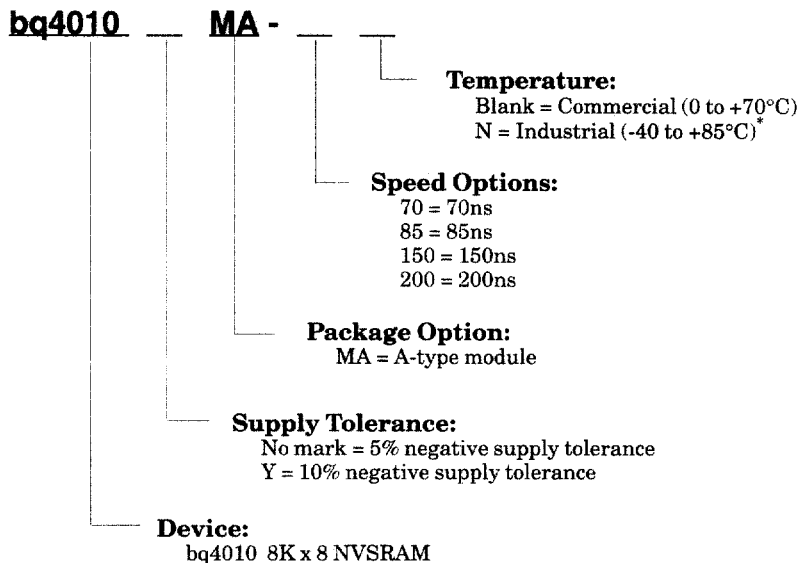 bq4010 __ MA - __ __
Temperature:
Blank = Commercial (0 to +70°C)
N = Industrial (-40 to +85°C)*
Speed Options:
70 = 70ns
85 = 85ns
150 = 150ns
200 = 200ns
Package Option:
MA = A-type module
Supply Tolerance:
No mark = 5% negative supply tolerance
Y = 10% negative supply tolerance
Device:
bq4010 8K x 8 NVSRAM